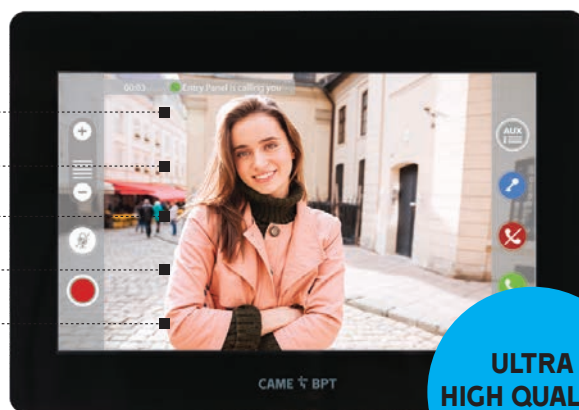 00:03 Entry Panel is calling you
AUX
CAME BPT
ULTRA
HIGH QUAL